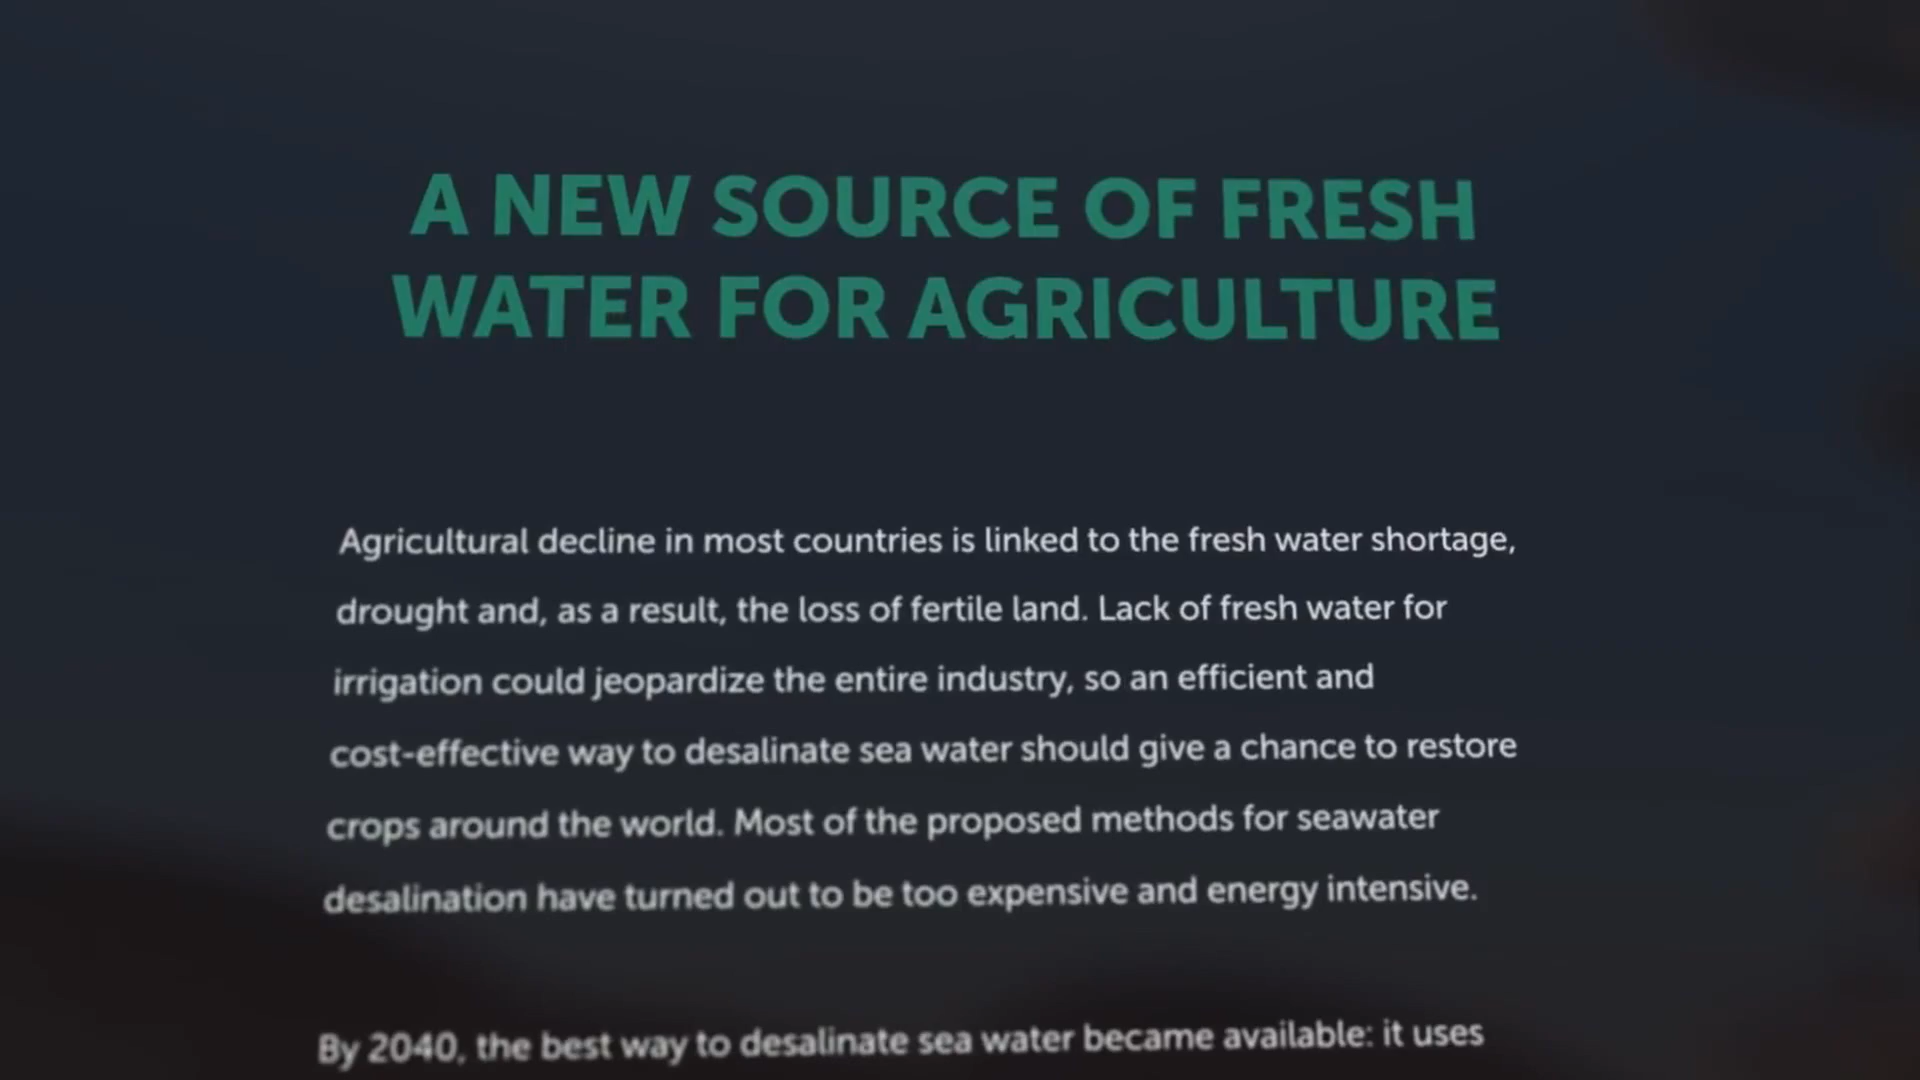 A NEW SOURCE OF FRESH
WATER FOR AGRICULTURE
Agricultural decline in most countries is linked to the fresh water shortage,
drought and, as a result, the loss of fertile land. Lack of fresh water for
irrigation could jeopardize the entire industry, so an efficient and
cost-effective way to desalinate sea water should give a chance to restore
crops around the world. Most of the proposed methods for seawater
desalination have turned out to be too expensive and energy intensive.
By 2040, the best way to desalinate sea water became available: it uses